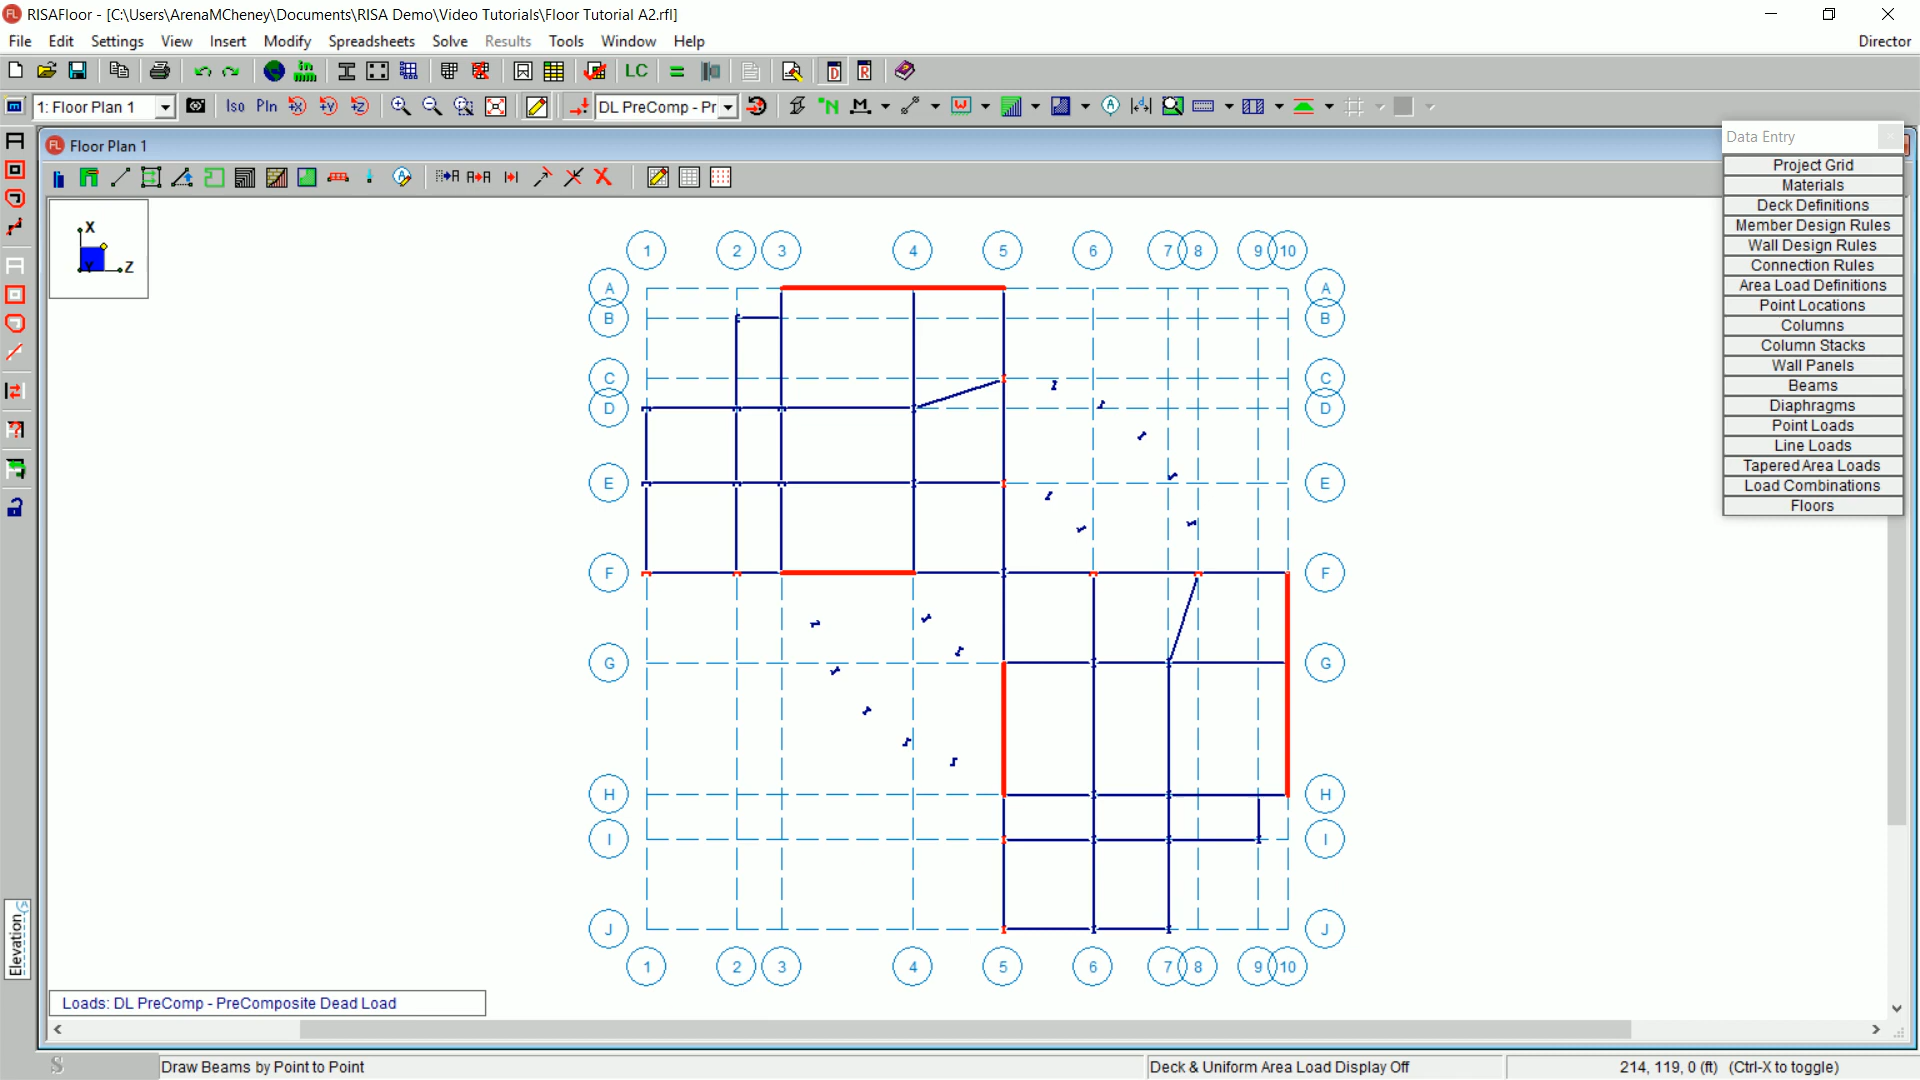 RISAFloor - [C:\Users\ArenaMCheney\Documents\RISA Demo\Video Tutorials\Floor Tutorial A2.rfl]
File Edit Settings View Insert Modify Spreadsheets Solve Results Tools Window Help Director
LC D R
1: Floor Plan 1 Iso Pln DL PreComp - Pr
Floor Plan 1
Data Entry
Project Grid
Materials
Deck Definitions
Member Design Rules
Wall Design Rules
Connection Rules
Area Load Definitions
Point Locations
Columns
Column Stacks
Wall Panels
Beams
Diaphragms
Point Loads
Line Loads
Tapered Area Loads
Load Combinations
Floors
X
Y Z
1 2 3 4 5 6 7 8 9 10
A A
B B
C C
D D
E E
F F
G G
H H
I I
J J
1 2 3 4 5 6 7 8 9 10
Elevation
Loads: DL PreComp - PreComposite Dead Load
S Draw Beams by Point to Point Deck & Uniform Area Load Display Off 214, 119, 0 (ft) (Ctrl-X to toggle)